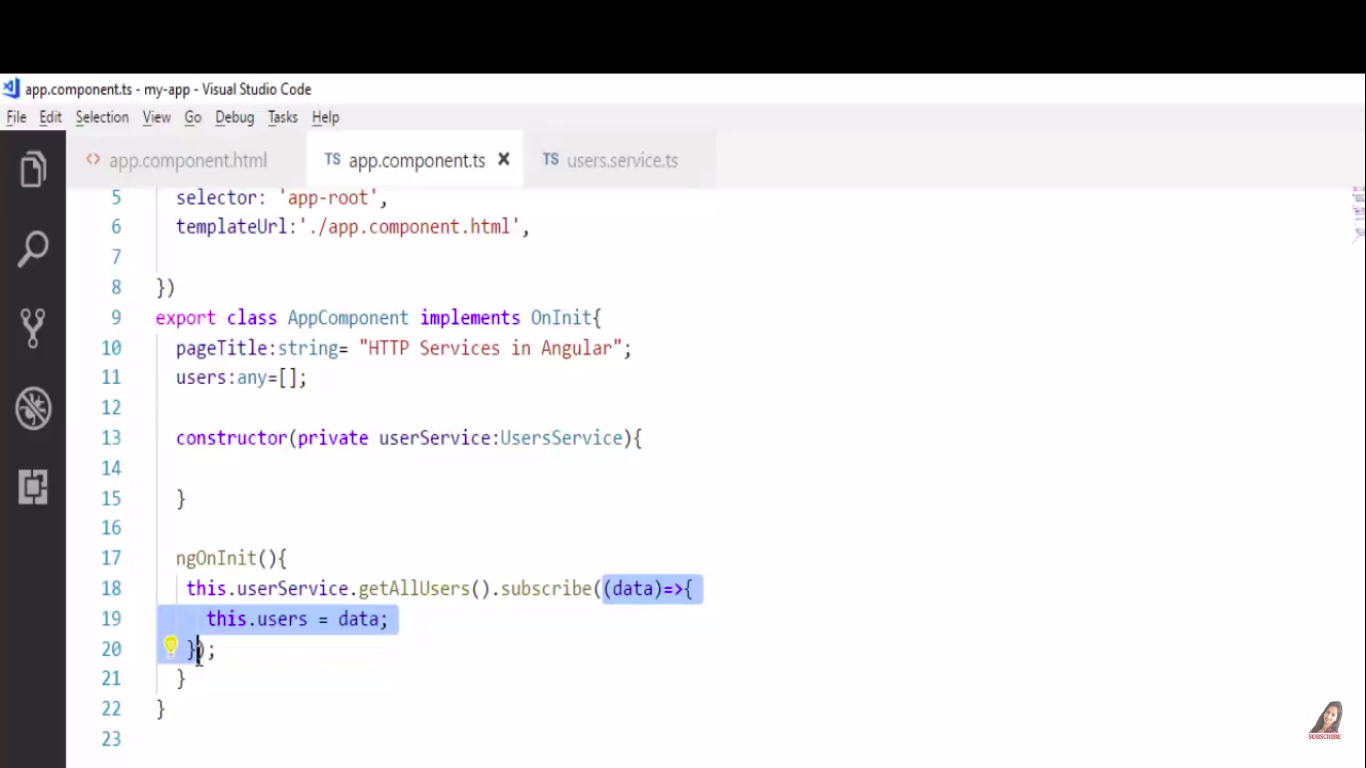 app.component.ts - my-app - Visual Studio Code
File Edit Selection View Go Debug Tasks Help
<> app.component.html TS app.component.ts × TS users.service.ts
5 selector: 'app-root',
6 templateUrl:'./app.component.html',
7
8 })
9 export class AppComponent implements OnInit{
10 pageTitle:string= "HTTP Services in Angular";
11 users:any=[];
12
13 constructor(private userService:UsersService){
14
15 }
16
17 ngOnInit(){
18 this.userService.getAllUsers().subscribe((data)=>{
19 this.users = data;
20 });
21 }
22 }
23
SUBSCRIBE